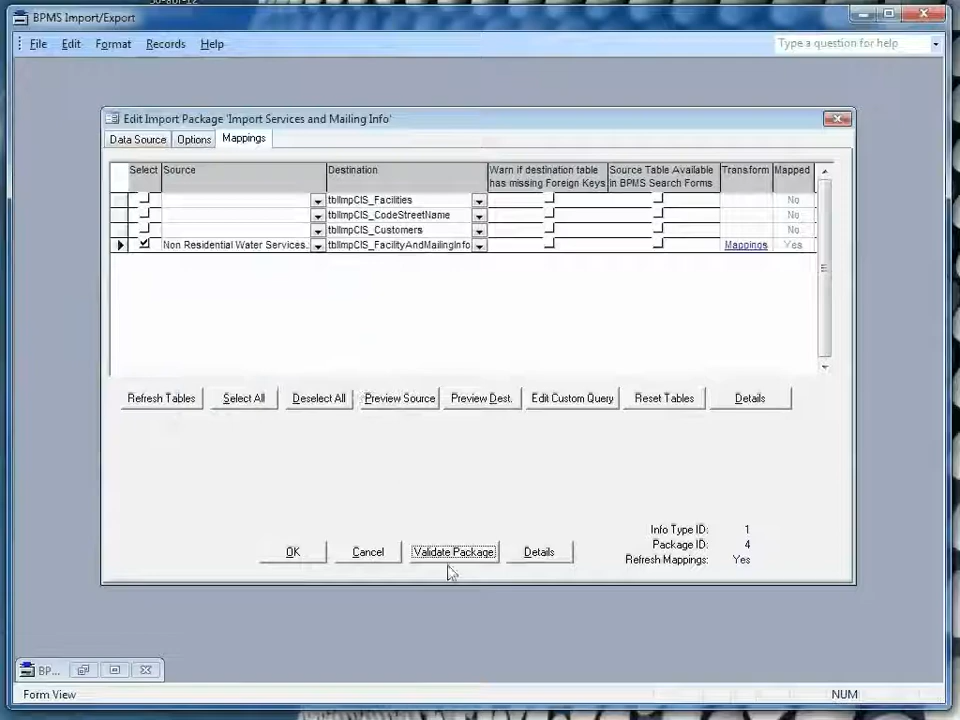 BPMS Import/Export
File Edit Format Records Help
Type a question for help
Edit Import Package 'Import Services and Mailing Info'
Data Source Options Mappings
Select Source Destination Warn if destination table has missing Foreign Keys Source Table Available in BPMS Search Forms Transform Mapped
tblImpCIS_Facilities No
tblImpCIS_CodeStreetName No
tblImpCIS_Customers No
Non Residential Water Services. tblImpCIS_FacilityAndMailingInfo Mappings Yes
Refresh Tables Select All Deselect All Preview Source Preview Dest. Edit Custom Query Reset Tables Details
Info Type ID: 1
Package ID: 4
Refresh Mappings: Yes
OK Cancel Validate Package Details
BP...
Form View NUM